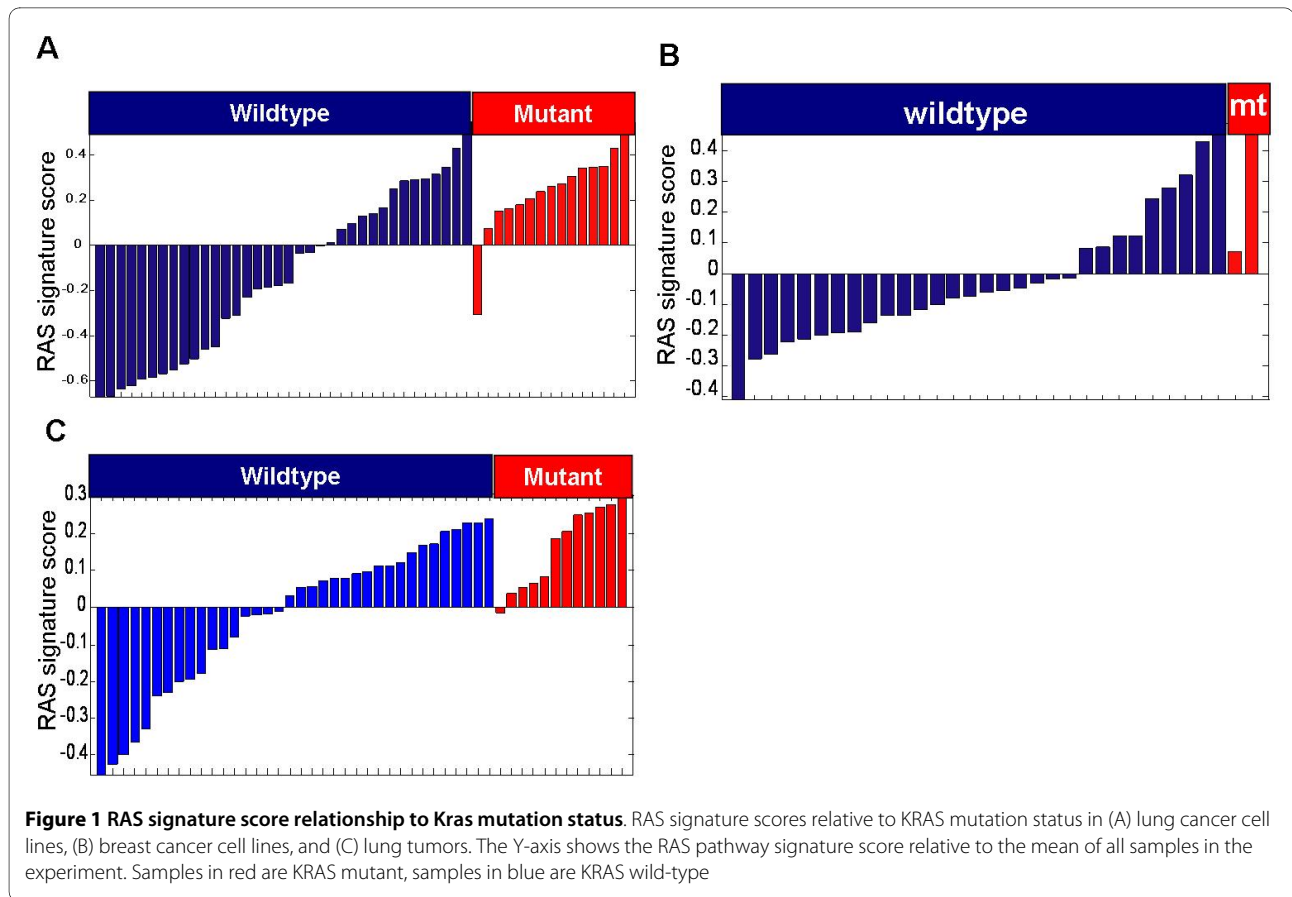 A
Wildtype
Mutant
RAS signature score
0.4
0.2
0
-0.2
-0.4
-0.6
B
wildtype
mt
RAS signature score
0.4
0.3
0.2
0.1
0
-0.1
-0.2
-0.3
-0.4
C
Wildtype
Mutant
RAS signature score
0.3
0.2
0.1
0
-0.1
-0.2
-0.3
-0.4
Figure 1 RAS signature score relationship to Kras mutation status. RAS signature scores relative to KRAS mutation status in (A) lung cancer cell
lines, (B) breast cancer cell lines, and (C) lung tumors. The Y-axis shows the RAS pathway signature score relative to the mean of all samples in the
experiment. Samples in red are KRAS mutant, samples in blue are KRAS wild-type